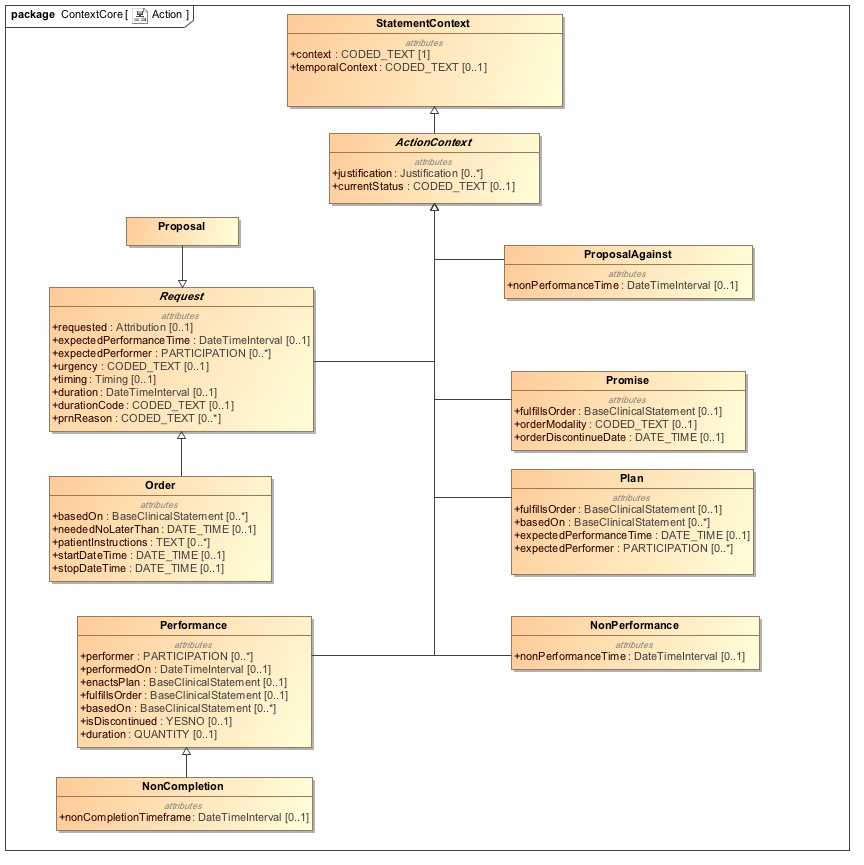 package ContextCore[ Action ]
StatementContext
attributes
+context : CODED_TEXT [1]
+temporalContext : CODED_TEXT [0..1]
ActionContext
attributes
+justification : Justification [0..*]
+currentStatus : CODED_TEXT [0..1]
Proposal
ProposalAgainst
attributes
+nonPerformanceTime : DateTimeInterval [0..1]
Request
attributes
+requested : Attribution [0..1]
+expectedPerformanceTime : DateTimeInterval [0..1]
+expectedPerformer : PARTICIPATION [0..*]
+urgency : CODED_TEXT [0..1]
+timing : Timing [0..1]
+duration : DateTimeInterval [0..1]
+durationCode : CODED_TEXT [0..1]
+prnReason : CODED_TEXT [0..*]
Promise
attributes
+fulfillsOrder : BaseClinicalStatement [0..1]
+orderModality : CODED_TEXT [0..1]
+orderDiscontinueDate : DATE_TIME [0..1]
Order
attributes
+basedOn : BaseClinicalStatement [0..*]
+neededNoLaterThan : DATE_TIME [0..1]
+patientInstructions : TEXT [0..*]
+startDateTime : DATE_TIME [0..1]
+stopDateTime : DATE_TIME [0..1]
Plan
attributes
+fulfillsOrder : BaseClinicalStatement [0..1]
+basedOn : BaseClinicalStatement [0..*]
+expectedPerformanceTime : DATE_TIME [0..1]
+expectedPerformer : PARTICIPATION [0..*]
Performance
attributes
+performer : PARTICIPATION [0..*]
+performedOn : DateTimeInterval [0..1]
+enactsPlan : BaseClinicalStatement [0..1]
+fulfillsOrder : BaseClinicalStatement [0..1]
+basedOn : BaseClinicalStatement [0..*]
+isDiscontinued : YESNO [0..1]
+duration : QUANTITY [0..1]
NonPerformance
attributes
+nonPerformanceTime : DateTimeInterval [0..1]
NonCompletion
attributes
+nonCompletionTimeframe : DateTimeInterval [0..1]